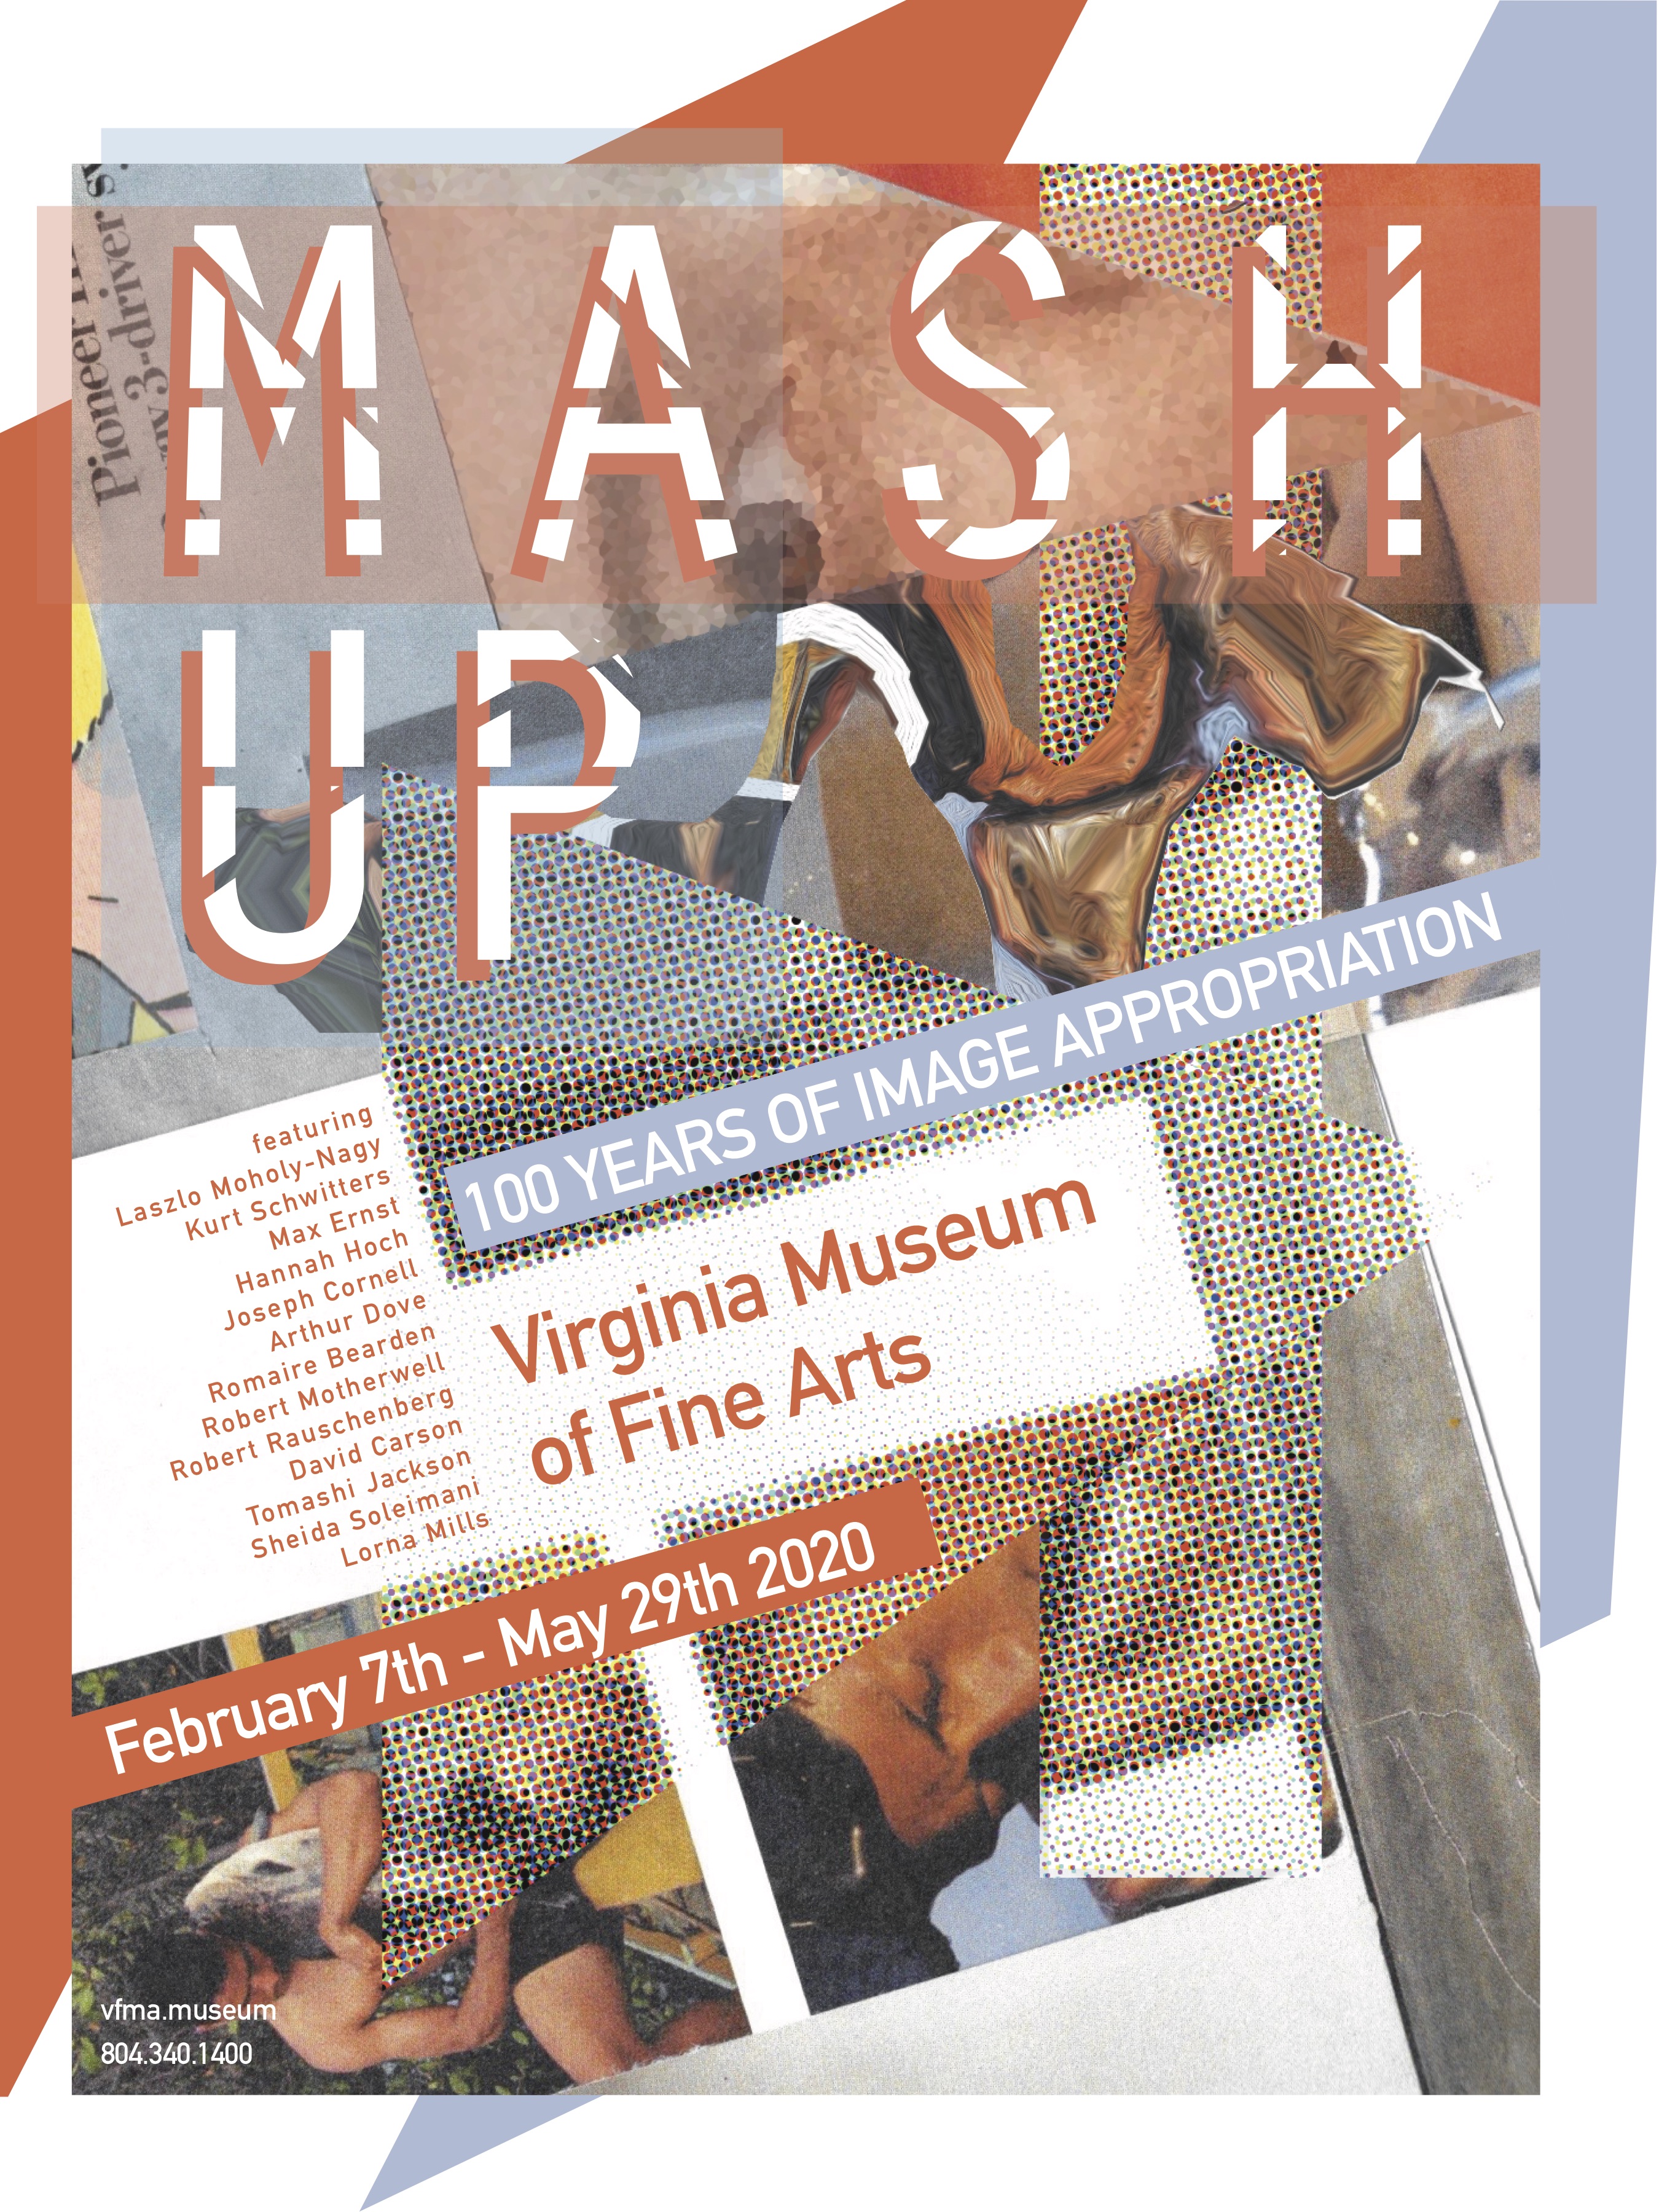 Pioneer
3-driver sy
MASH
UP
100 YEARS OF IMAGE APPROPRIATION
featuring
Laszlo Moholy-Nagy
Kurt Schwitters
Max Ernst
Hannah Hoch
Joseph Cornell
Arthur Dove
Romaire Bearden
Robert Motherwell
Robert Rauschenberg
David Carson
Tomashi Jackson
Sheida Soleimani
Lorna Mills
Virginia Museum
of Fine Arts
February 7th - May 29th 2020
vfma.museum
804.340.1400